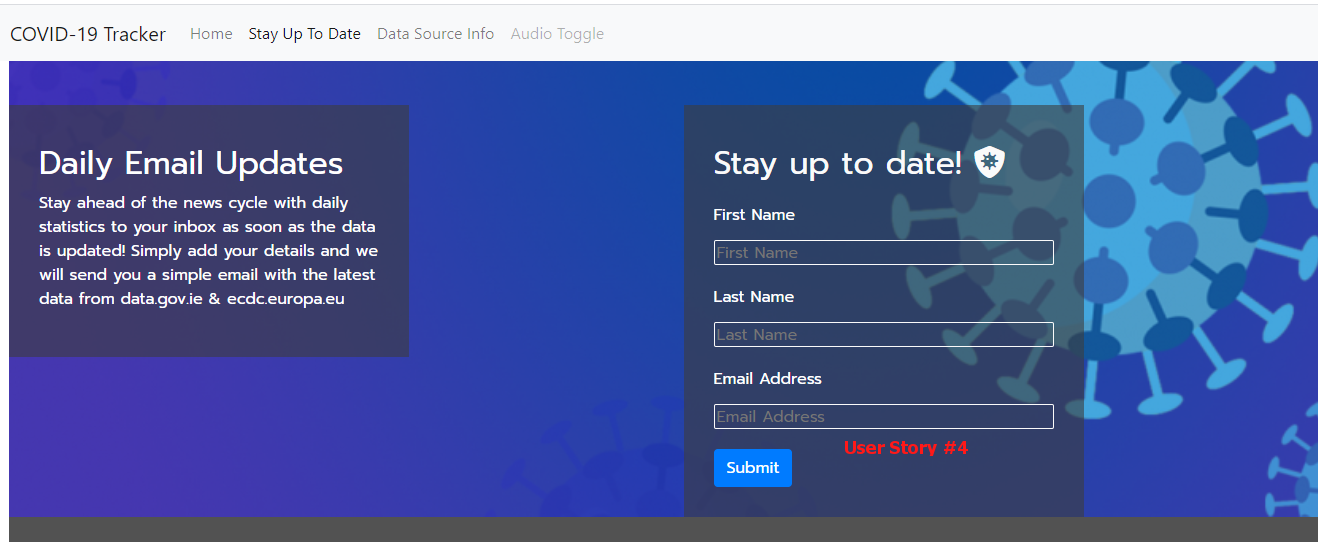 COVID-19 Tracker Home Stay Up To Date Data Source Info Audio Toggle
Daily Email Updates
Stay ahead of the news cycle with daily
statistics to your inbox as soon as the data
is updated! Simply add your details and we
will send you a simple email with the latest
data from data.gov.ie & ecdc.europa.eu
Stay up to date!
First Name
First Name
Last Name
Last Name
Email Address
Email Address
User Story #4
Submit